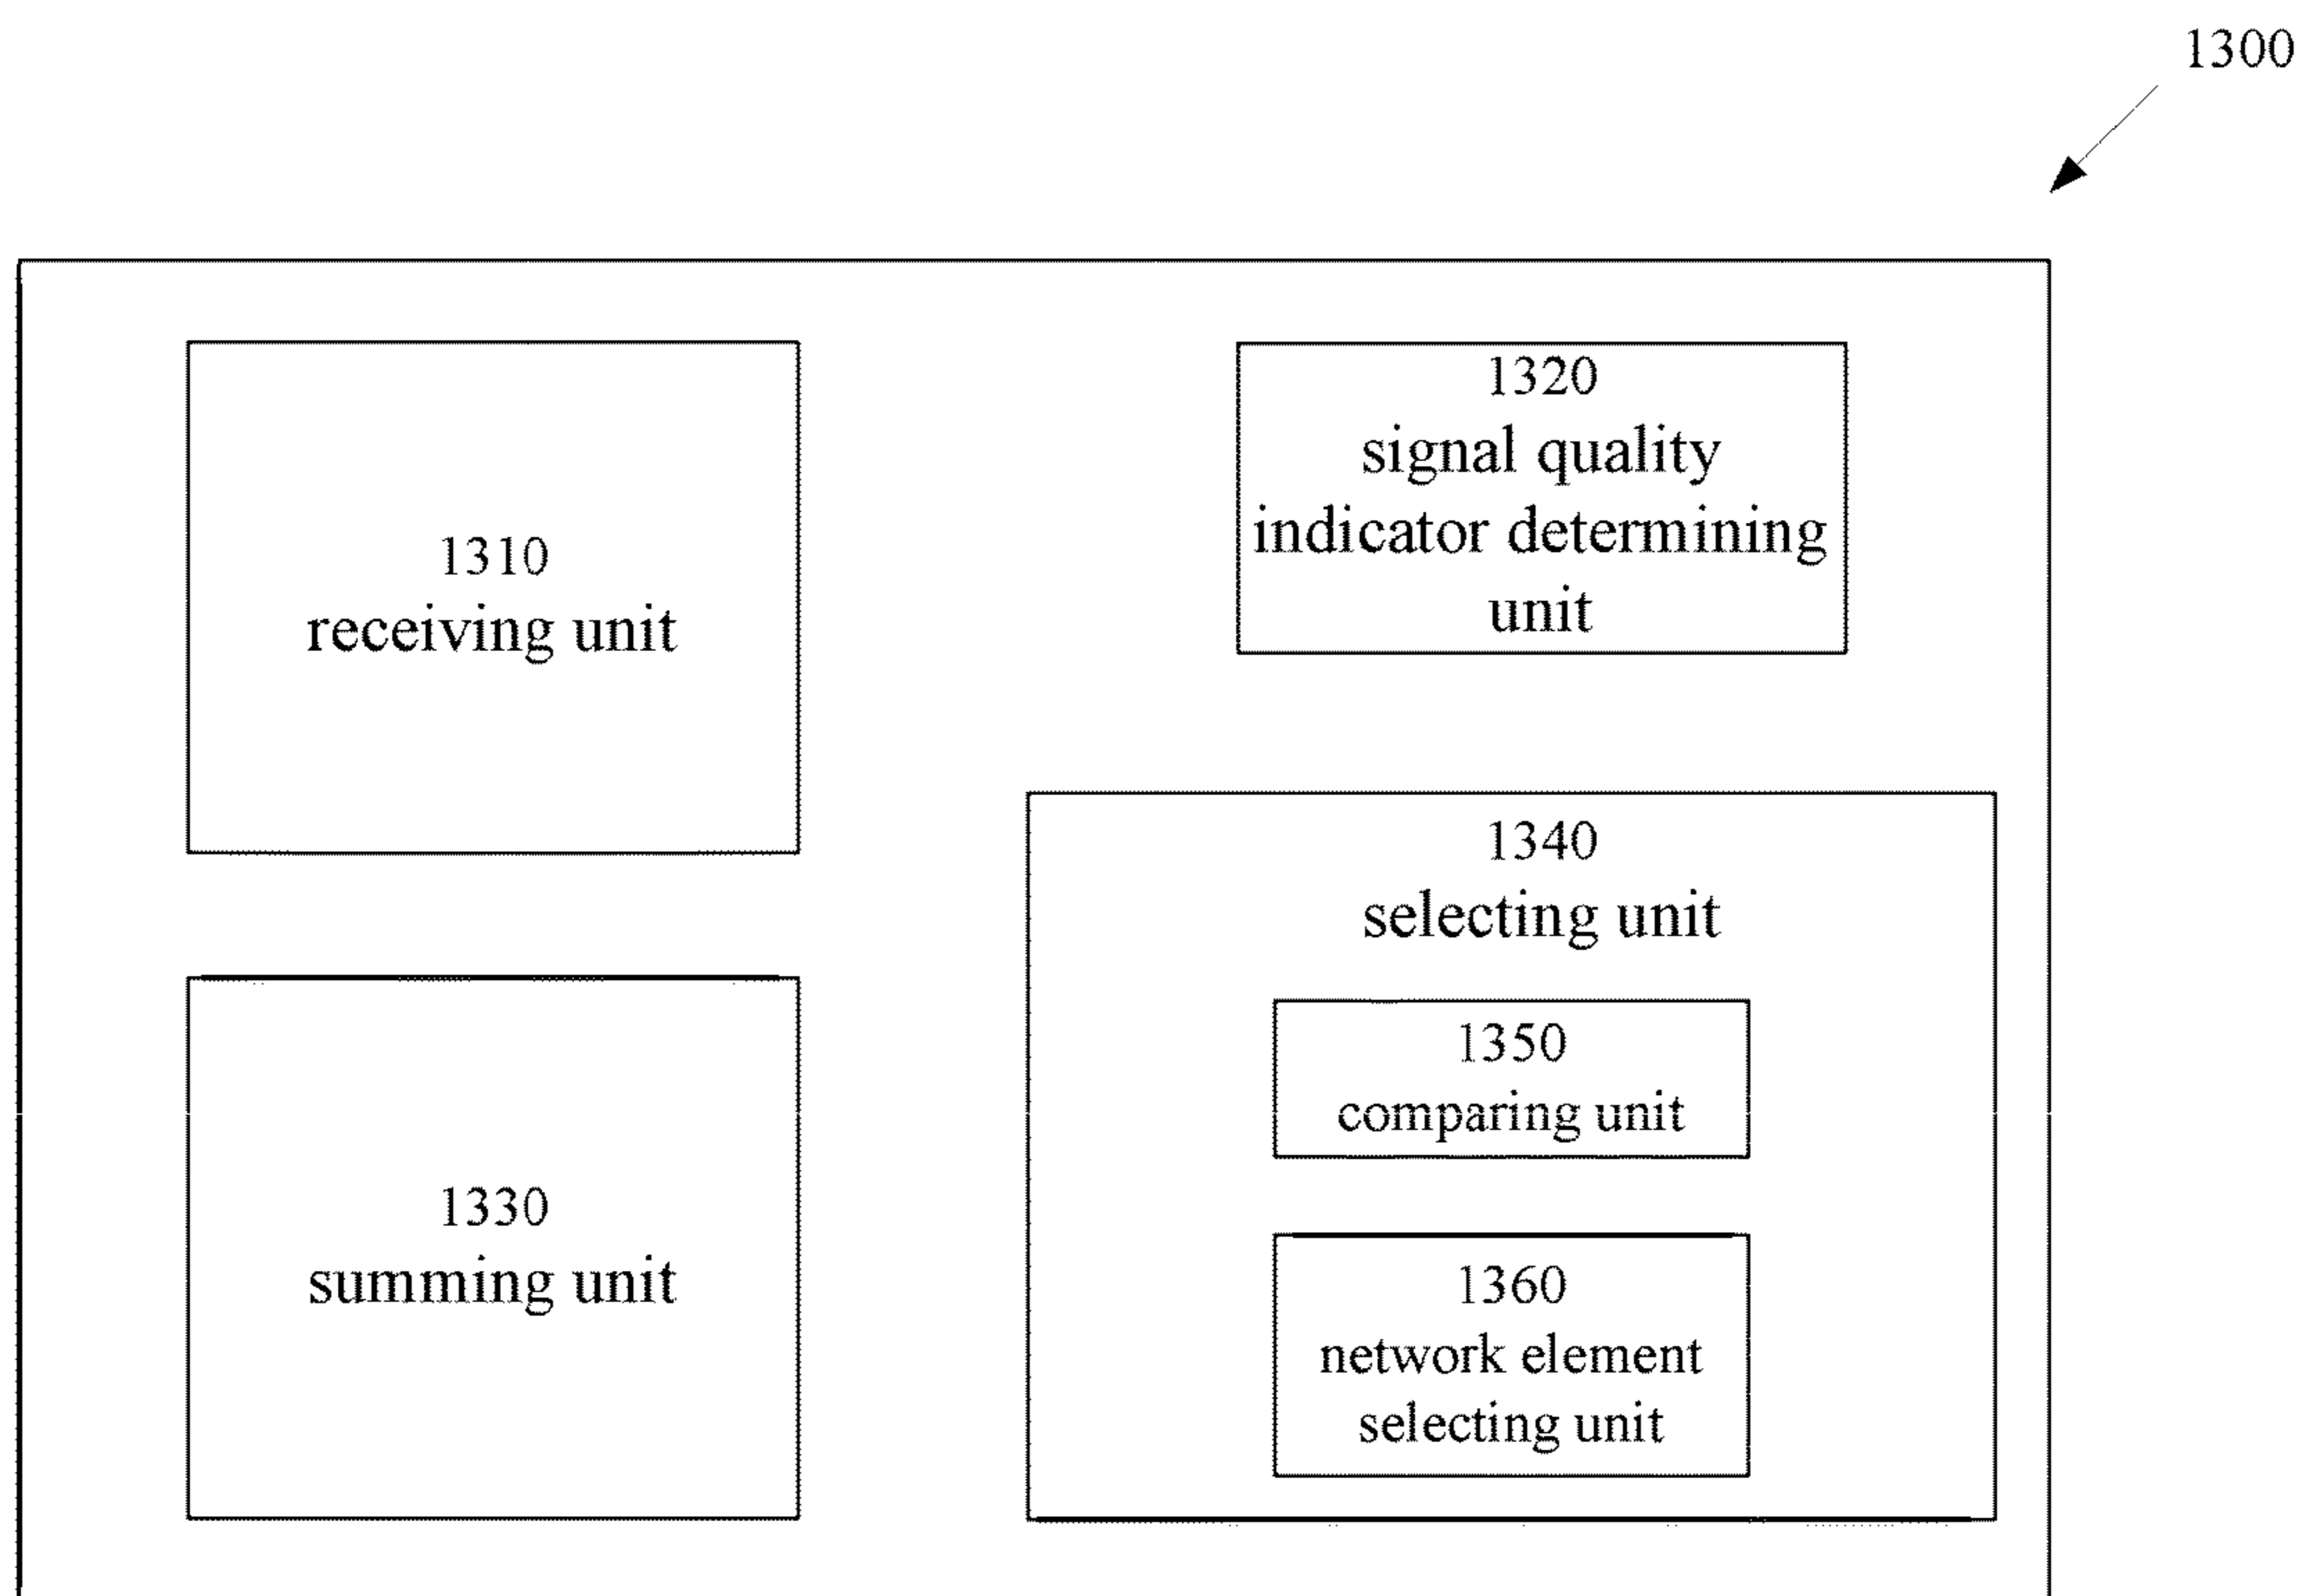 1300
1310
receiving unit
1320
signal quality
indicator determining
unit
1330
summing unit
1340
selecting unit
1350
comparing unit
1360
network element
selecting unit